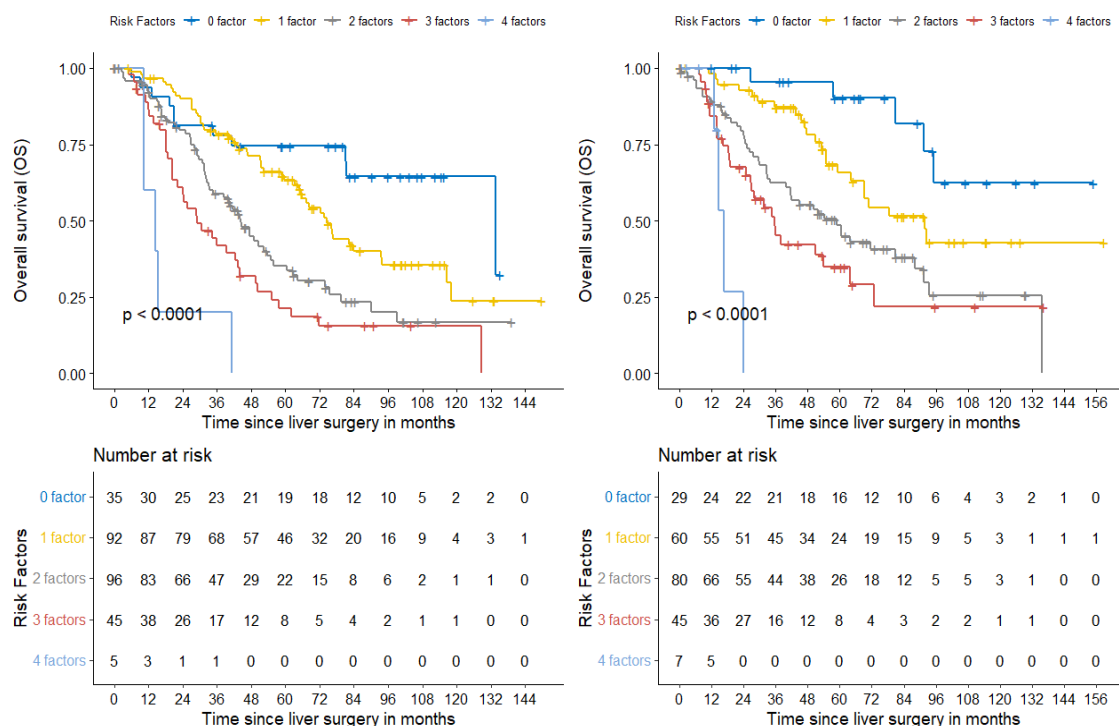 Risk Factors 0 factor 1 factor 2 factors 3 factors 4 factors
1.00
0.75
0.50
0.25
0.00
Overall survival (OS)
p < 0.0001
0 12 24 36 48 60 72 84 96 108 120 132 144
Time since liver surgery in months
Number at risk
Risk Factors
0 factor 35 30 25 23 21 19 18 12 10 5 2 2 0
1 factor 92 87 79 68 57 46 32 20 16 9 4 3 1
2 factors 96 83 66 47 29 22 15 8 6 2 1 1 0
3 factors 45 38 26 17 12 8 5 4 2 1 1 0 0
4 factors 5 3 1 1 0 0 0 0 0 0 0 0 0
0 12 24 36 48 60 72 84 96 108 120 132 144
Time since liver surgery in months
Risk Factors 0 factor 1 factor 2 factors 3 factors 4 factors
1.00
0.75
0.50
0.25
0.00
Overall survival (OS)
p < 0.0001
0 12 24 36 48 60 72 84 96 108 120 132 144 156
Time since liver surgery in months
Number at risk
Risk Factors
0 factor 29 24 22 21 18 16 12 10 6 4 3 2 1 0
1 factor 60 55 51 45 34 24 19 15 9 5 3 1 1 1
2 factors 80 66 55 44 38 26 18 12 5 5 3 1 0 0
3 factors 45 36 27 16 12 8 4 3 2 2 1 1 0 0
4 factors 7 5 0 0 0 0 0 0 0 0 0 0 0 0
0 12 24 36 48 60 72 84 96 108 120 132 144 156
Time since liver surgery in months